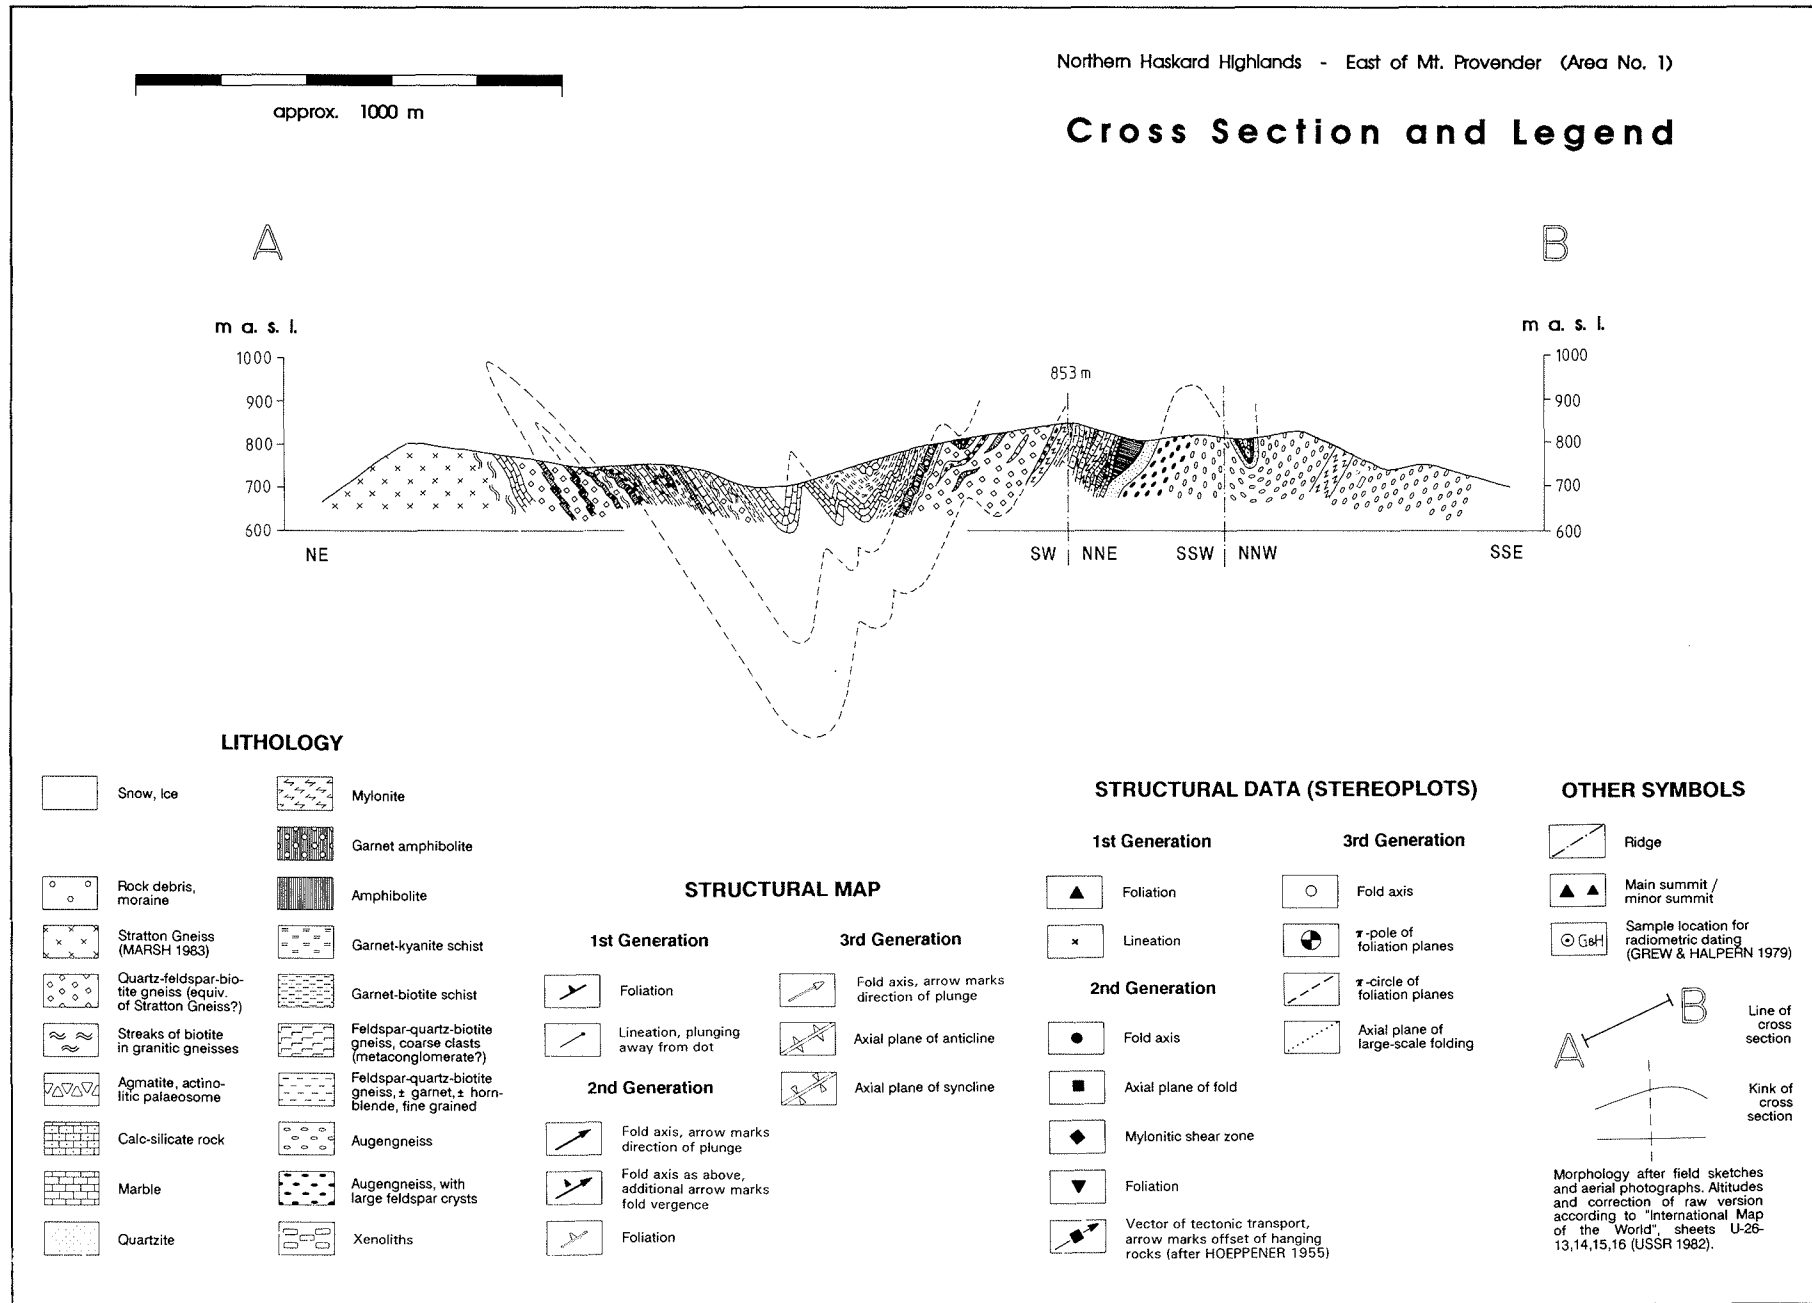 Northern Haskard Highlands - East of Mt. Provender (Area No. 1)
approx. 1000 m
Cross Section and Legend
A
B
m a. s. l.
m a. s. l.
1000
900
800
700
600
853 m
1000
900
800
700
600
NE
SW
NNE
SSW
NNW
SSE
LITHOLOGY
Snow, Ice
Rock debris,
moraine
Stratton Gneiss
(MARSH 1983)
Quartz-feldspar-bio-
tite gneiss (equiv.
of Stratton Gneiss?)
Streaks of biotite
in granitic gneisses
Agmatite, actino-
litic palaeosome
Calc-silicate rock
Marble
Quartzite
Mylonite
Garnet amphibolite
Amphibolite
Garnet-kyanite schist
Garnet-biotite schist
Feldspar-quartz-biotite
gneiss, coarse clasts
(metaconglomerate?)
Feldspar-quartz-biotite
gneiss, ± garnet, ± horn-
blende, fine grained
Augengneiss
Augengneiss, with
large feldspar crysts
Xenoliths
STRUCTURAL MAP
1st Generation
Foliation
Lineation, plunging
away from dot
2nd Generation
Fold axis, arrow marks
direction of plunge
Fold axis as above,
additional arrow marks
fold vergence
Foliation
3rd Generation
Fold axis, arrow marks
direction of plunge
Axial plane of anticline
Axial plane of syncline
STRUCTURAL DATA (STEREOPLOTS)
1st Generation
Foliation
Lineation
2nd Generation
Fold axis
Axial plane of fold
Mylonitic shear zone
Foliation
Vector of tectonic transport,
arrow marks offset of hanging
rocks (after HOEPPENER 1955)
3rd Generation
Fold axis
π-pole of
foliation planes
π-circle of
foliation planes
Axial plane of
large-scale folding
OTHER SYMBOLS
Ridge
Main summit /
minor summit
G&H
Sample location for
radiometric dating
(GREW & HALPERN 1979)
A
B
Line of
cross
section
Kink of
cross
section
Morphology after field sketches
and aerial photographs. Altitudes
and correction of raw version
according to "International Map
of the World", sheets U-26-
13,14,15,16 (USSR 1982).